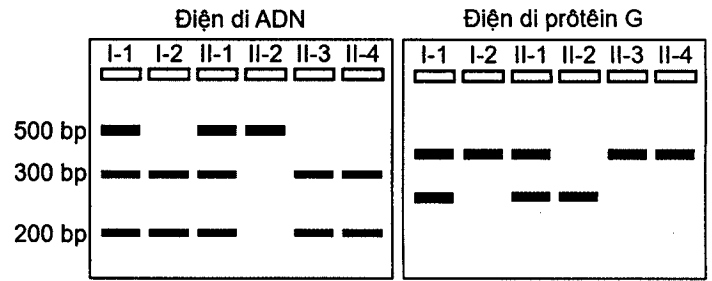 Điện di ADN
Điện di prôtêin G
I-1 I-2 II-1 II-2 II-3 II-4
I-1 I-2 II-1 II-2 II-3 II-4
500 bp
300 bp
200 bp